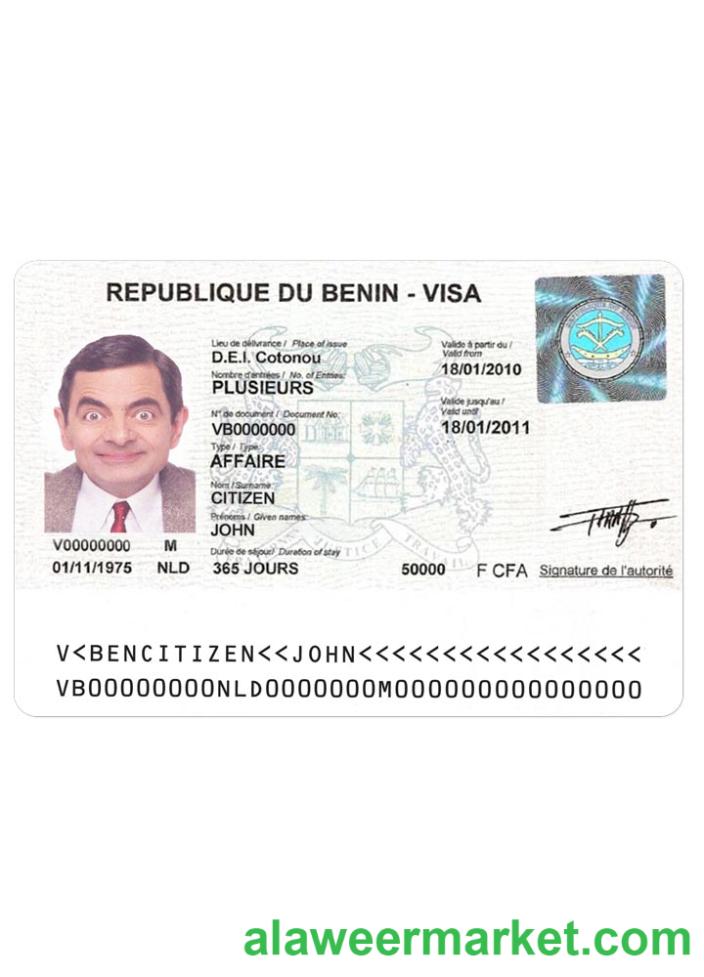 REPUBLIQUE DU BENIN - VISA
Lieu de délivrance / Place of issue
D.E.I. Cotonou
Nombre d'entrées / No. of Entries:
PLUSIEURS
N° de document / Document No:
VB0000000
Type / Type:
AFFAIRE
Nom / Surname:
CITIZEN
Prénoms / Given names:
JOHN
Durée de séjour/ Duration of stay
365 JOURS
50000 F CFA
Valide à partir du /
Valid from
18/01/2010
Valide jusqu'au /
Valid until
18/01/2011
V00000000 M
01/11/1975 NLD
Signature de l'autorité
JUSTICE TRAVAIL
V<BENCITIZEN<<JOHN<<<<<<<<<<<<<<<<<<
VB00000000NLD0000000M000000000000000
alaweermarket.com